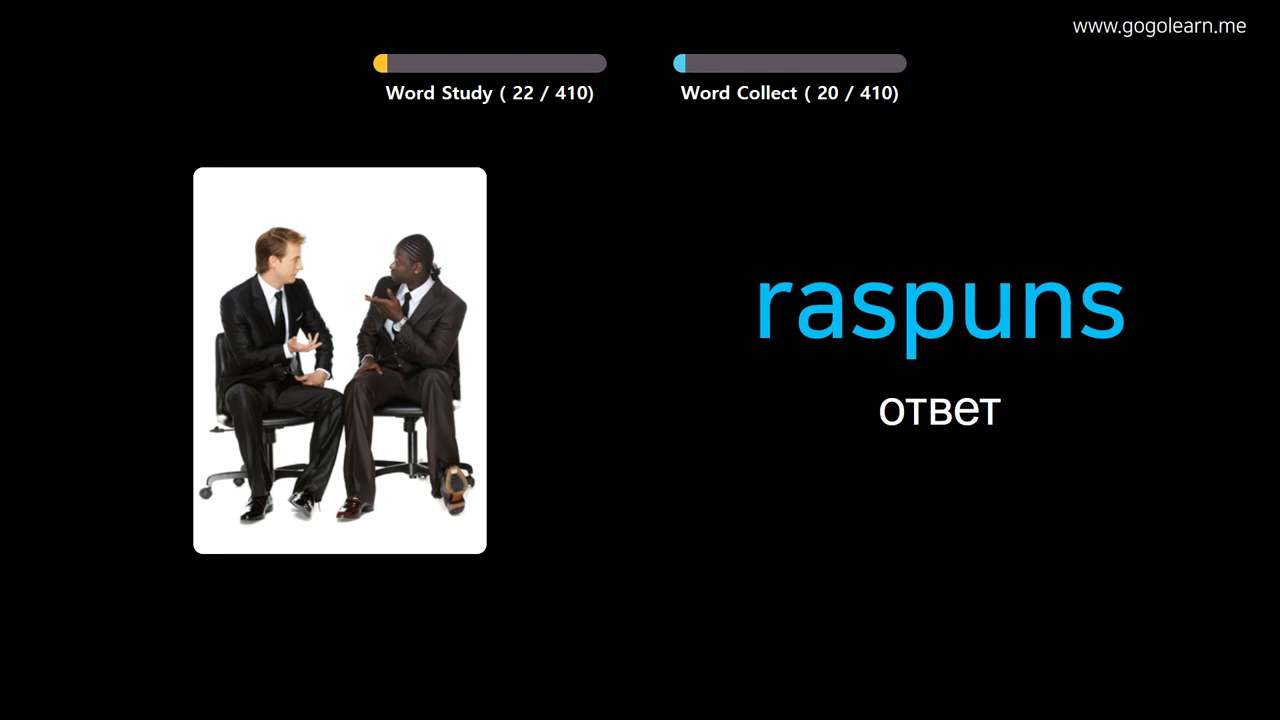 www.gogolearn.me
Word Study ( 22 / 410)
Word Collect ( 20 / 410)
raspuns
ответ